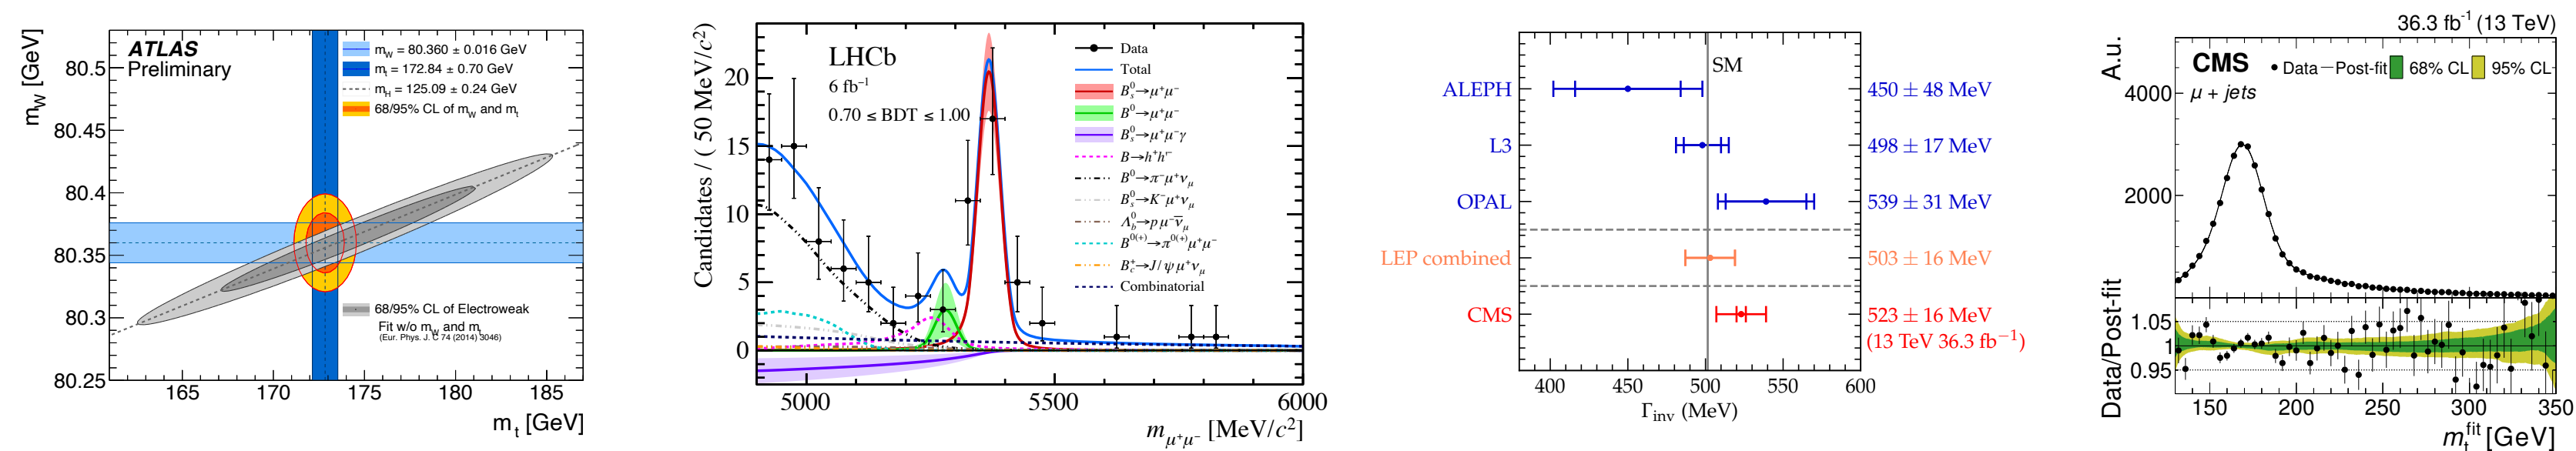 ATLAS
Preliminary
m_W = 80.360 ± 0.016 GeV
m_t = 172.84 ± 0.70 GeV
m_H = 125.09 ± 0.24 GeV
68/95% CL of m_W and m_t
68/95% CL of Electroweak
Fit w/o m_W and m_t
(Eur. Phys. J. C 74 (2014) 3046)
m_W [GeV]
80.5
80.45
80.4
80.35
80.3
80.25
165 170 175 180 185
m_t [GeV]
Candidates / ( 50 MeV/c²)
20
15
10
5
0
LHCb
6 fb⁻¹
0.70 ≤ BDT ≤ 1.00
Data
Total
B⁰_s→μ⁺μ⁻
B⁰→μ⁺μ⁻
B⁰_s→μ⁺μ⁻γ
B→h⁺h'⁻
B⁰→π⁻μ⁺ν_μ
B⁰_s→K⁻μ⁺ν_μ
Λ⁰_b→pμ⁻ν̅_μ
B⁰⁽⁺⁾→π⁰⁽⁺⁾μ⁺μ⁻
B⁺_c→J/ψμ⁺ν_μ
Combinatorial
5000 5500 6000
m_μ⁺μ⁻ [MeV/c²]
SM
ALEPH 450 ± 48 MeV
L3 498 ± 17 MeV
OPAL 539 ± 31 MeV
LEP combined 503 ± 16 MeV
CMS 523 ± 16 MeV
(13 TeV 36.3 fb⁻¹)
400 450 500 550 600
Γ_inv (MeV)
36.3 fb⁻¹ (13 TeV)
A.u.
CMS
μ + jets
Data Post-fit 68% CL 95% CL
4000
2000
Data/Post-fit
1.05
1
0.95
150 200 250 300 350
m_t^fit [GeV]